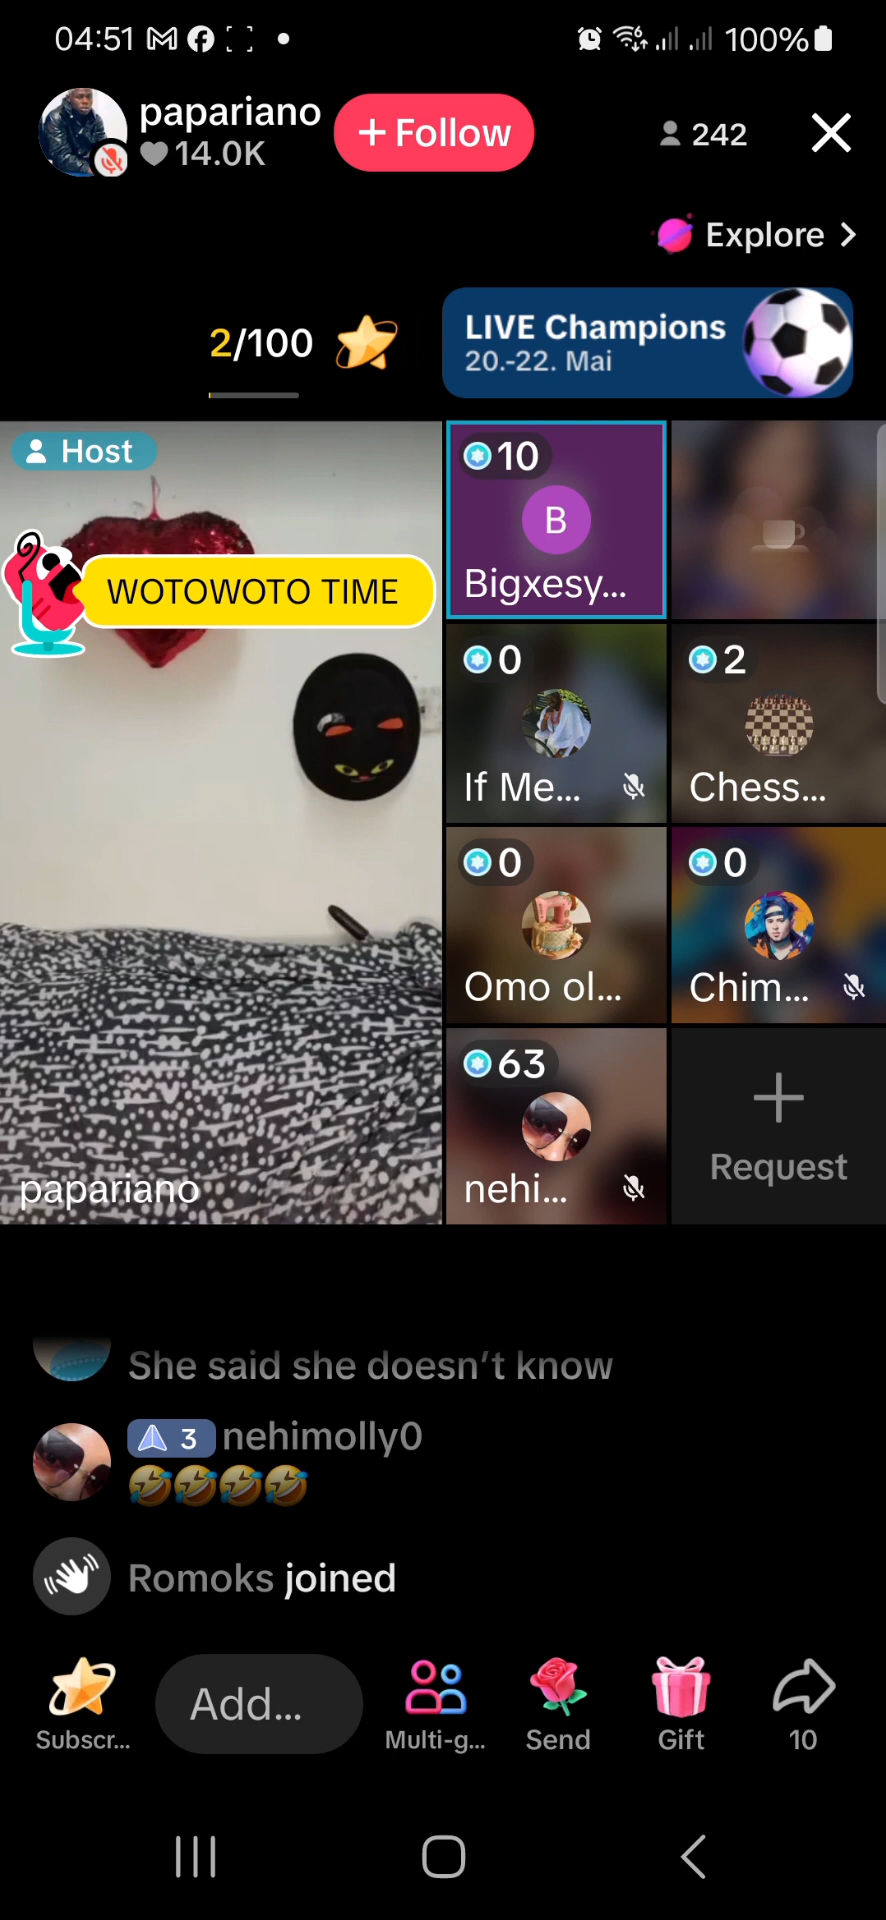 04:51
100%
papariano
14.0K
+ Follow
242
Explore >
2/100
LIVE Champions
20.-22. Mai
Host
WOTOWOTO TIME
papariano
10
B
Bigxesy...
0
If Me...
2
Chess...
0
Omo ol...
0
Chim...
63
nehi...
Request
She said she doesn't know
3 nehimolly0
🤣🤣🤣🤣
Romoks joined
Subscr...
Add...
Multi-g...
Send
Gift
10